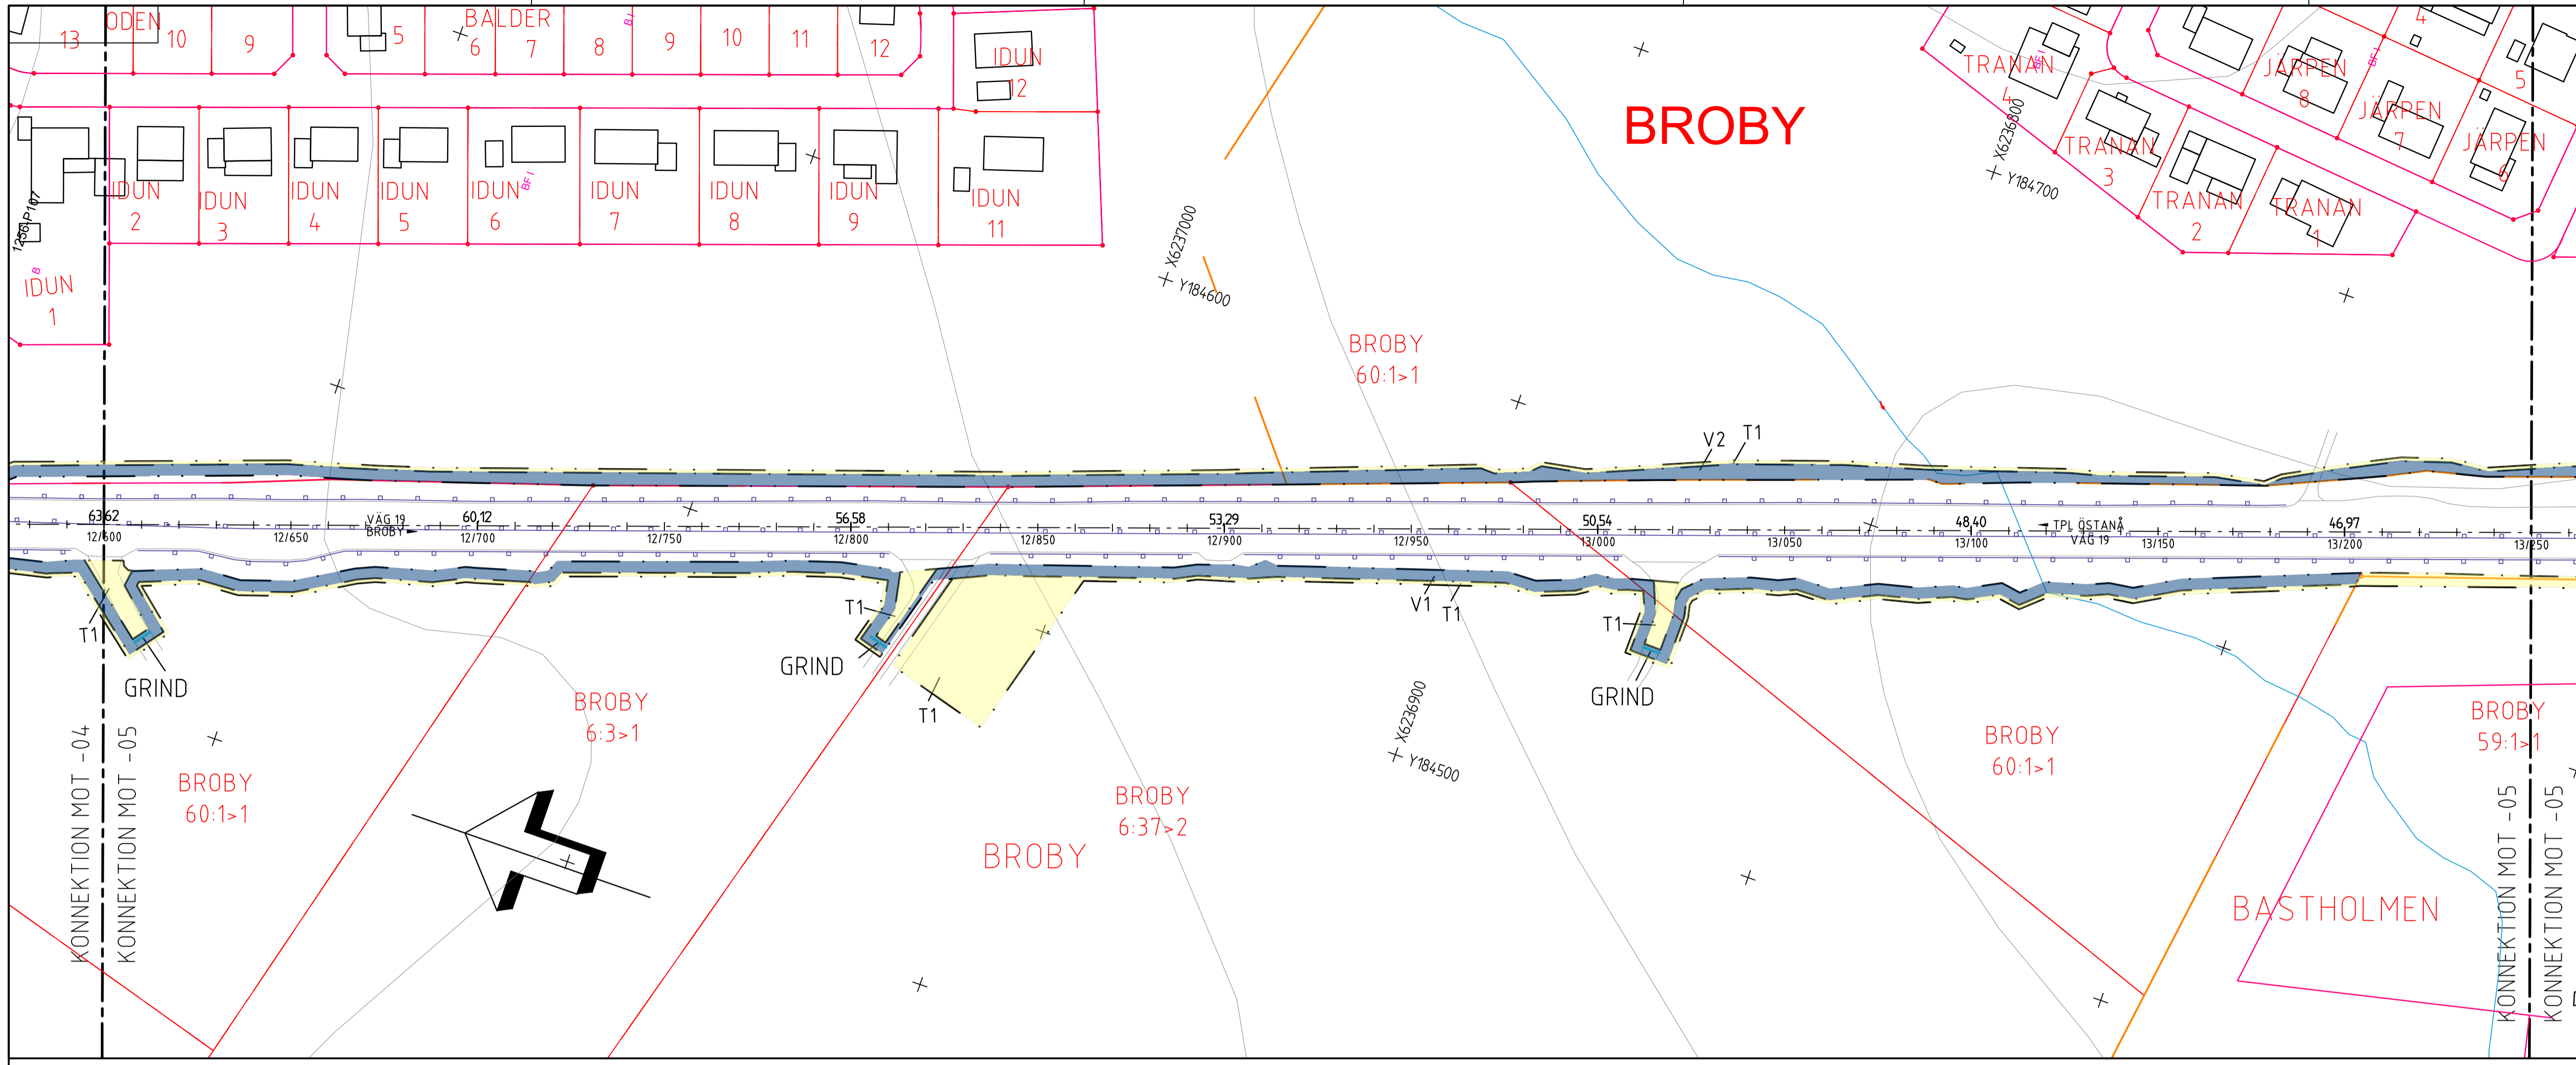 ODEN
13
10
9
BALDER
5
6
7
8
9
10
11
12
B I
IDUN
12
BROBY
TRANAN
4
BF I
JÄRPEN
8
BF I
4
5
JÄRPEN
7
JÄRPEN
6
TRANAN
3
TRANAN
2
TRANAN
1
X6236800
Y184700
1256-P107
B
IDUN
1
IDUN
2
IDUN
3
IDUN
4
IDUN
5
IDUN
6
BF I
IDUN
7
IDUN
8
IDUN
9
IDUN
11
X6237000
Y184600
BROBY
60:1>1
V2
T1
63,62
12/600
12/650
VÄG 19
BROBY
60,12
12/700
12/750
56,58
12/800
12/850
53,29
12/900
12/950
50,54
13/000
13/050
48,40
13/100
TPL ÖSTANÅ
VÄG 19
13/150
46,97
13/200
13/250
T1
GRIND
T1
GRIND
T1
V1
T1
T1
GRIND
KONNEKTION MOT -04
KONNEKTION MOT -05
BROBY
60:1>1
BROBY
6:3>1
BROBY
6:37>2
BROBY
X6236900
Y184500
BROBY
60:1>1
BROBY
59:1>1
BASTHOLMEN
KONNEKTION MOT -05
KONNEKTION MOT -05